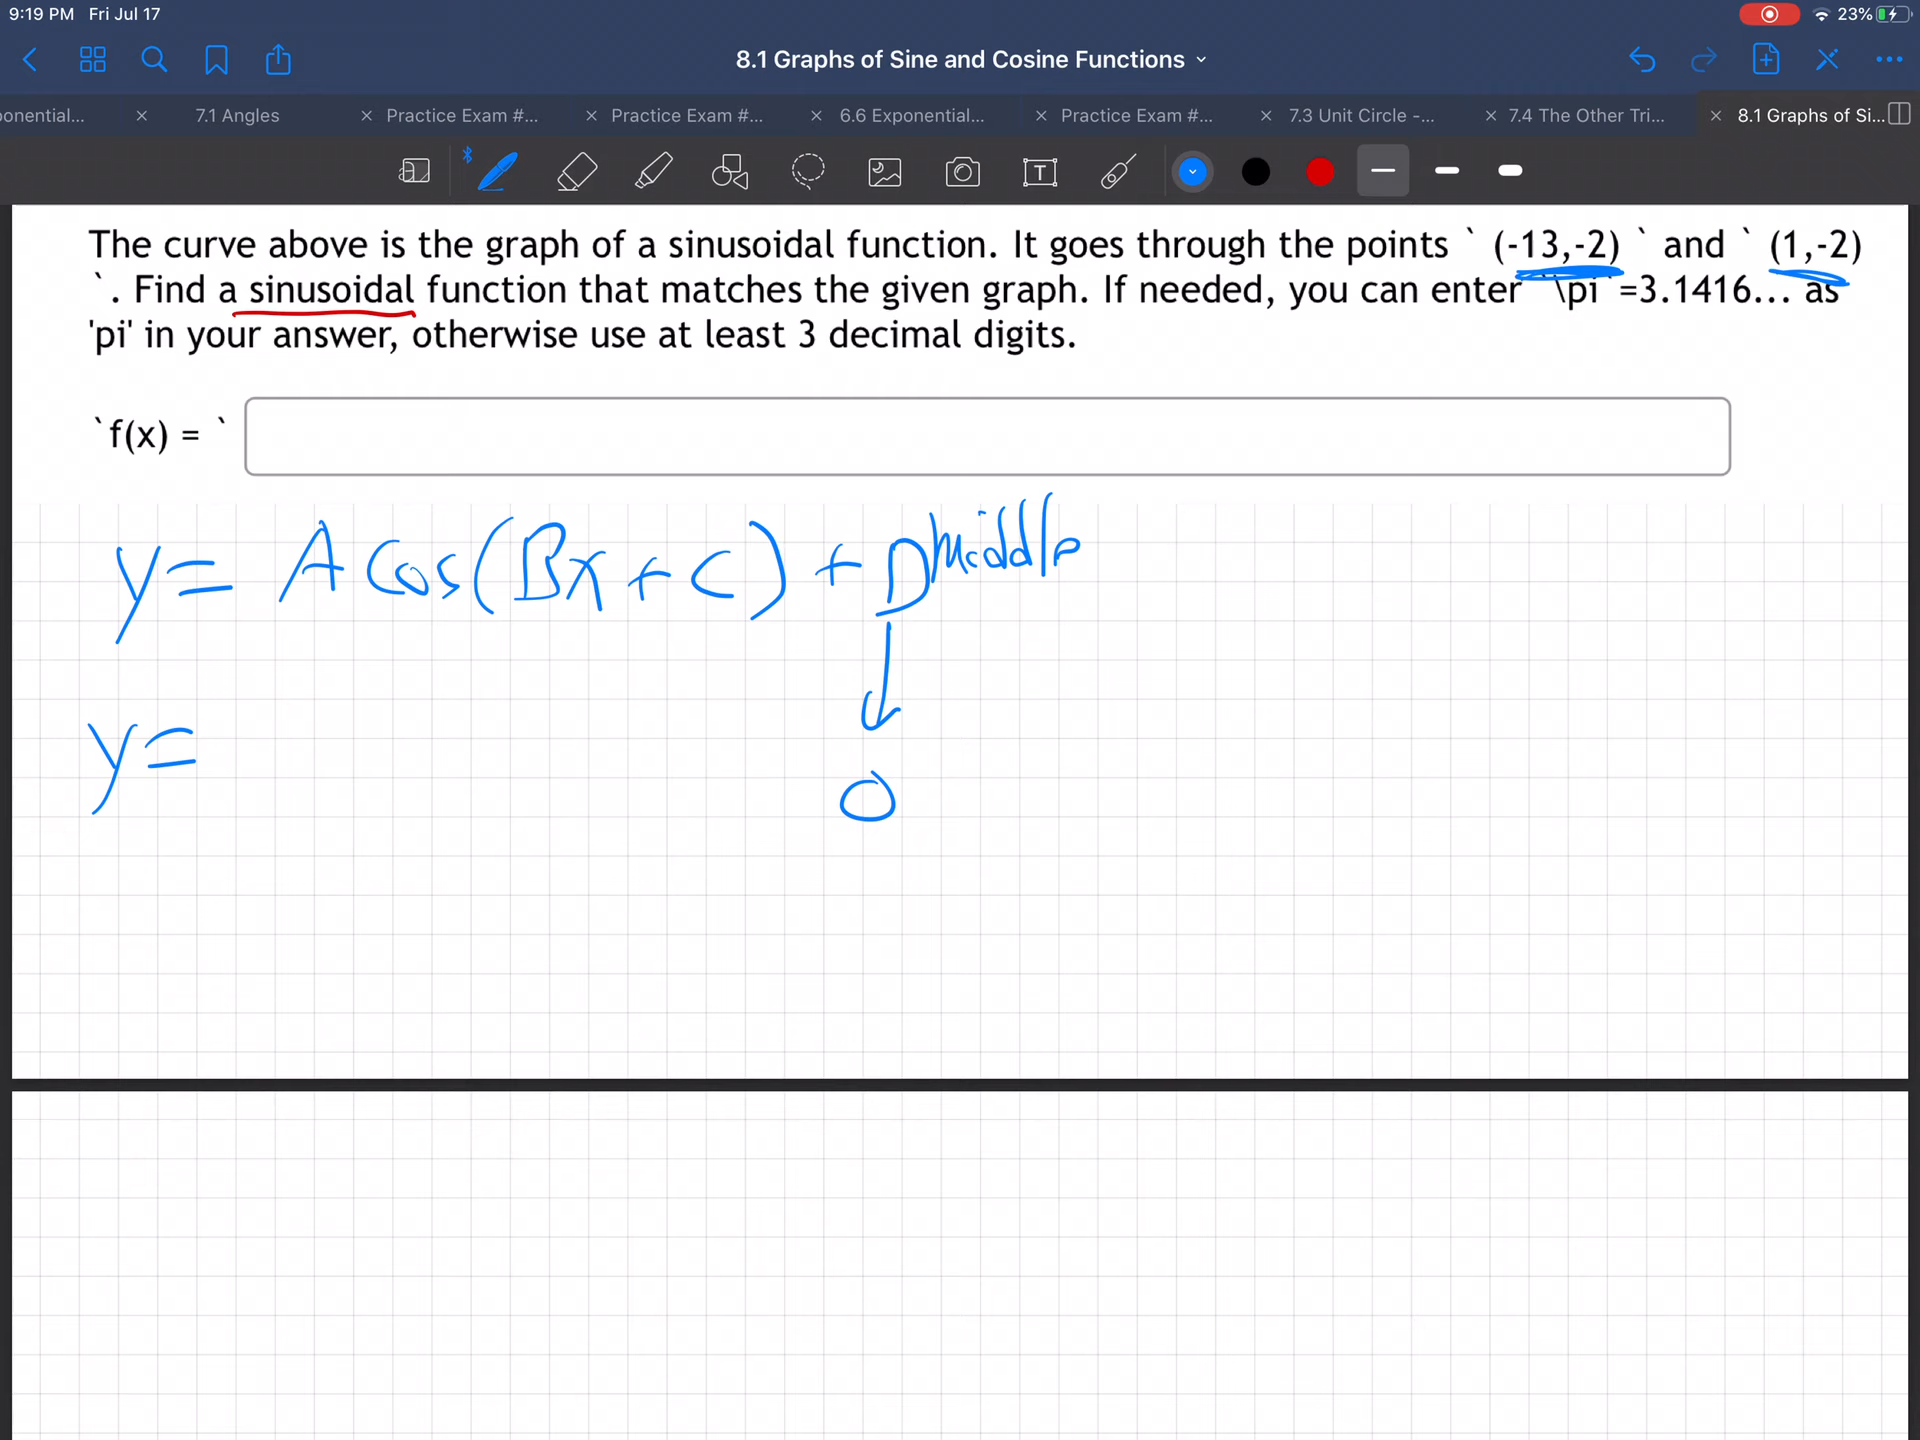 9:19 PM Fri Jul 17
23%
8.1 Graphs of Sine and Cosine Functions
ponential... 7.1 Angles Practice Exam #... Practice Exam #... 6.6 Exponential... Practice Exam #... 7.3 Unit Circle -... 7.4 The Other Tri... 8.1 Graphs of Si...
T
The curve above is the graph of a sinusoidal function. It goes through the points ` (-13,-2) ` and ` (1,-2)
`. Find a sinusoidal function that matches the given graph. If needed, you can enter `\pi`=3.1416... as
'pi' in your answer, otherwise use at least 3 decimal digits.
`f(x) = `
y = A Cos(Bx + C) + D Middle
y =
0